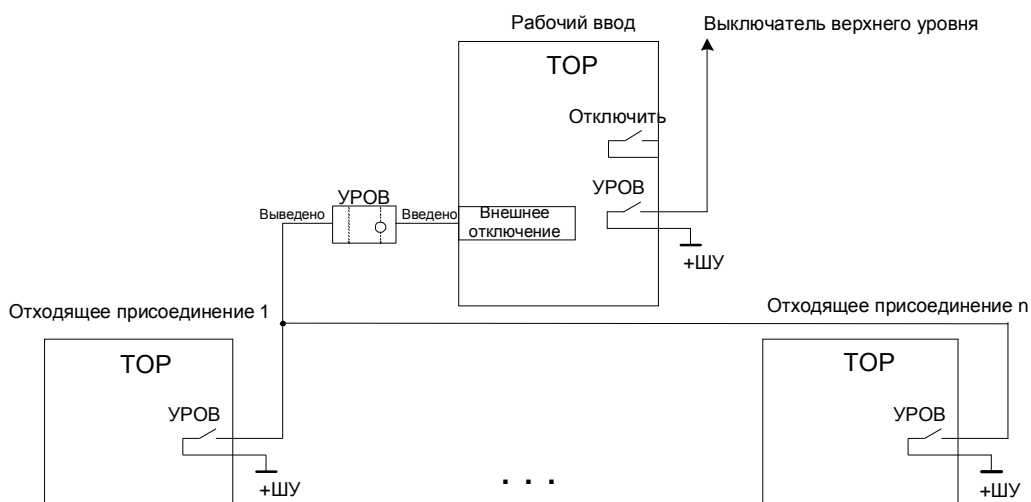 Рабочий ввод
Выключатель верхнего уровня
ТОР
Отключить
УРОВ
УРОВ
Выведено
Введено
Внешнее
отключение
+ШУ
Отходящее присоединение 1
Отходящее присоединение n
ТОР
ТОР
УРОВ
УРОВ
+ШУ
. . .
+ШУ